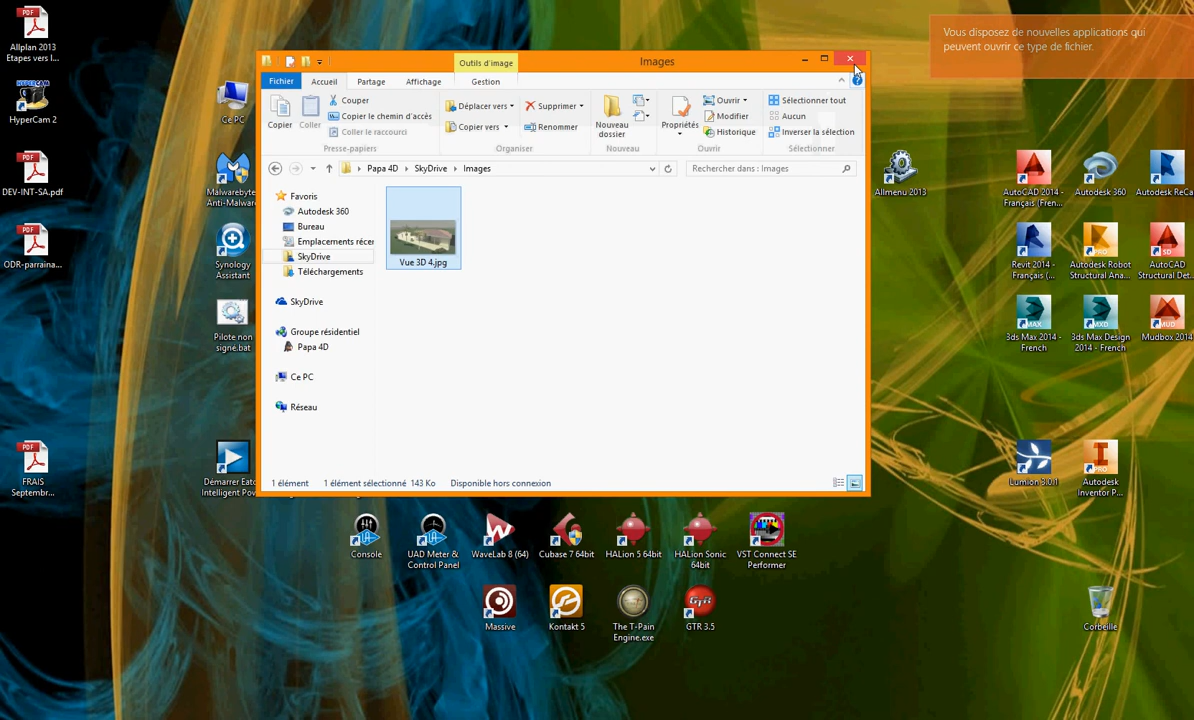 Vous disposez de nouvelles applications qui
peuvent ouvrir ce type de fichier.
Allplan 2013
Etapes vers l...
HyperCam 2
DEV-INT-SA.pdf
ODR-parraina...
FRAIS
Septembr...
Ce PC
Malwarebyte
Anti-Malwar
Synology
Assistant
Pilote non
signé.bat
Démarrer Eato
Intelligent Pov
Outils d'image
Images
Fichier
Accueil
Partage
Affichage
Gestion
Copier
Coller
Couper
Copier le chemin d'accès
Coller le raccourci
Presse-papiers
Déplacer vers
Copier vers
Supprimer
Renommer
Organiser
Nouveau
dossier
Nouveau
Propriétés
Ouvrir
Modifier
Historique
Ouvrir
Sélectionner tout
Aucun
Inverser la sélection
Sélectionner
Papa 4D
SkyDrive
Images
Rechercher dans : Images
Favoris
Autodesk 360
Bureau
Emplacements récen
SkyDrive
Téléchargements
SkyDrive
Groupe résidentiel
Papa 4D
Ce PC
Réseau
Vue 3D 4.jpg
1 élément
1 élément sélectionné 143 Ko
Disponible hors connexion
Allmenu 2013
AutoCAD 2014 -
Français (Fren...
Autodesk 360
Autodesk ReCa
Revit 2014 -
Français (...
Autodesk Robot
Structural Ana...
AutoCAD
Structural Det...
3ds Max 2014 -
French
3ds Max Design
2014 - French
Mudbox 2014
Lumion 3.0.1
Autodesk
Inventor P...
Console
UAD Meter &
Control Panel
WaveLab 8 (64)
Cubase 7 64bit
HALion 5 64bit
HALion Sonic
64bit
VST Connect SE
Performer
Massive
Kontakt 5
The T-Pain
Engine.exe
GTR 3.5
Corbeille